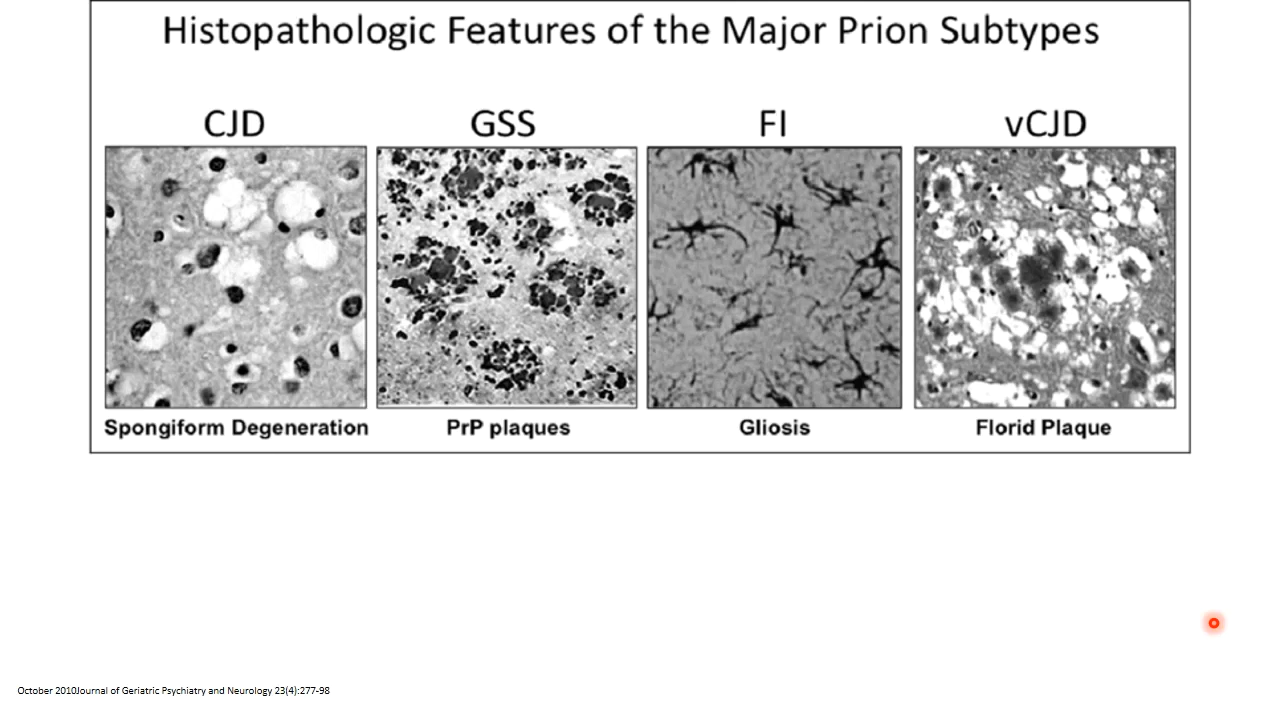 Histopathologic Features of the Major Prion Subtypes
CJD
GSS
FI
vCJD
Spongiform Degeneration
PrP plaques
Gliosis
Florid Plaque
October 2010Journal of Geriatric Psychiatry and Neurology 23(4):277-98